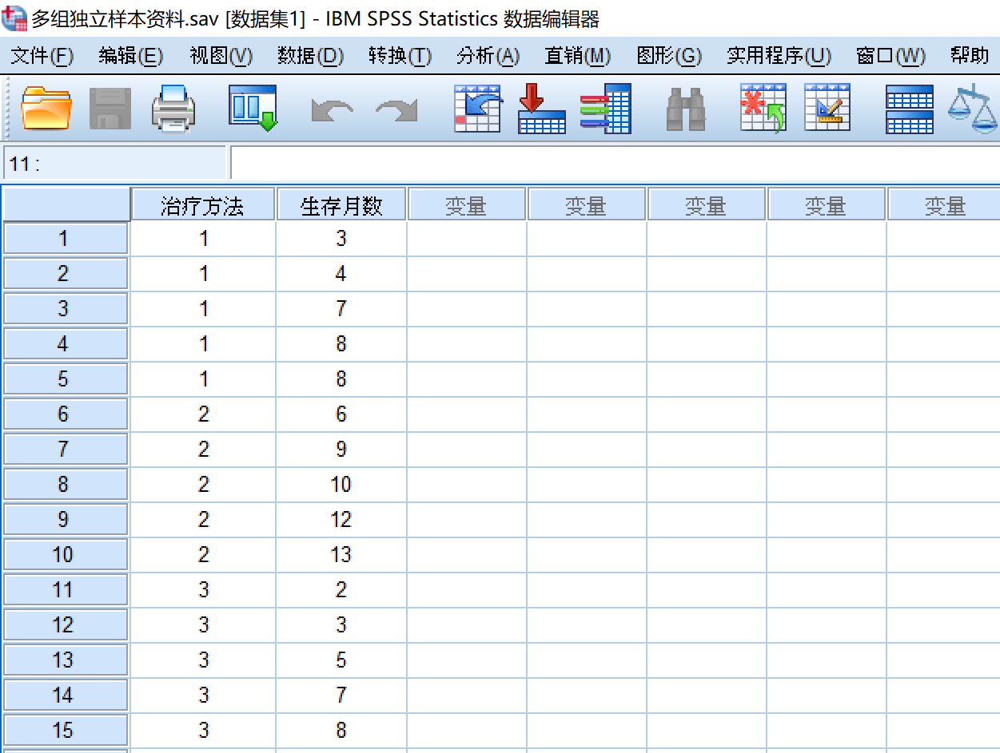 多组独立样本资料.sav [数据集1] - IBM SPSS Statistics 数据编辑器
文件(F) 编辑(E) 视图(V) 数据(D) 转换(T) 分析(A) 直销(M) 图形(G) 实用程序(U) 窗口(W) 帮助
11 :
治疗方法 生存月数 变量 变量 变量 变量 变量
1 1 3
2 1 4
3 1 7
4 1 8
5 1 8
6 2 6
7 2 9
8 2 10
9 2 12
10 2 13
11 3 2
12 3 3
13 3 5
14 3 7
15 3 8